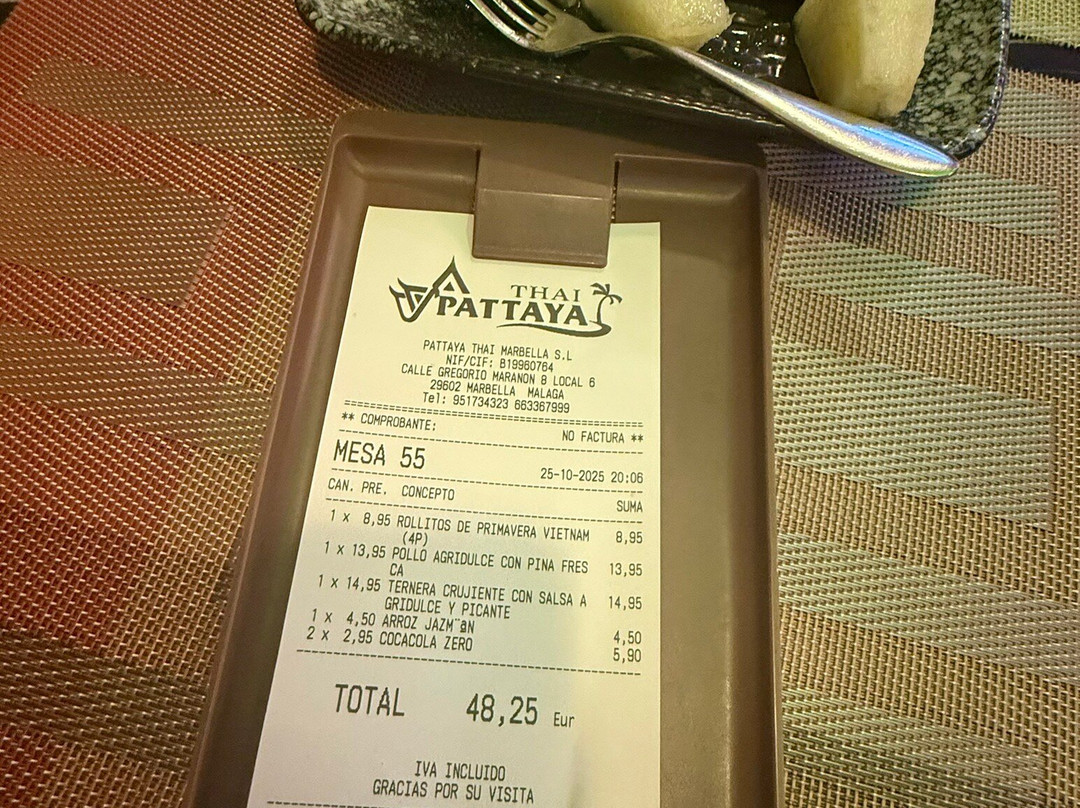 THAI
PATTAYA
PATTAYA THAI MARBELLA S.L
NIF/CIF: B19960764
CALLE GREGORIO MARANON 8 LOCAL 6
29602 MARBELLA MALAGA
Tel: 951734323 663367999
** COMPROBANTE: NO FACTURA **
MESA 55 25-10-2025 20:06
CAN. PRE. CONCEPTO SUMA
1 x 8,95 ROLLITOS DE PRIMAVERA VIETNAM 8,95
(4P)
1 x 13,95 POLLO AGRIDULCE CON PINA FRES 13,95
CA
1 x 14,95 TERNERA CRUJIENTE CON SALSA A 14,95
GRIDULCE Y PICANTE
1 x 4,50 ARROZ JAZM¨ªn 4,50
2 x 2,95 COCACOLA ZERO 5,90
TOTAL 48,25 Eur
IVA INCLUIDO
GRACIAS POR SU VISITA